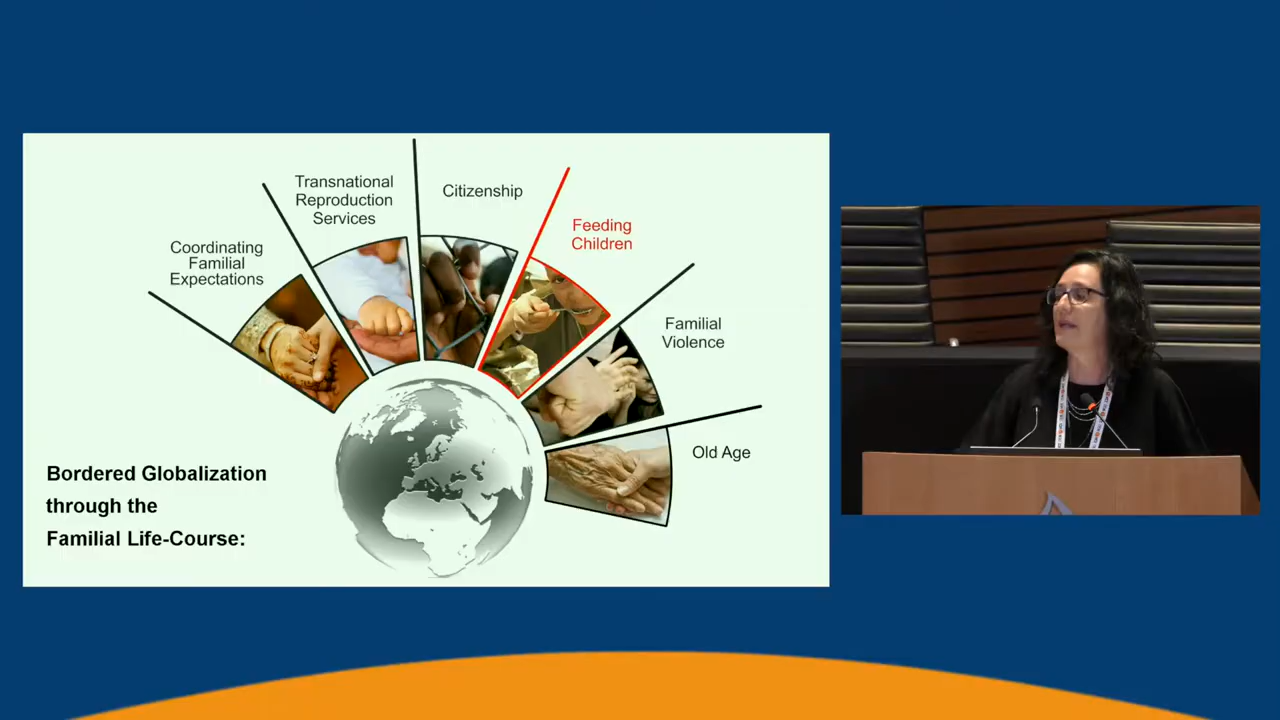 Transnational
Reproduction
Services
Citizenship
Feeding
Children
Coordinating
Familial
Expectations
Familial
Violence
Old Age
Bordered Globalization
through the
Familial Life-Course: